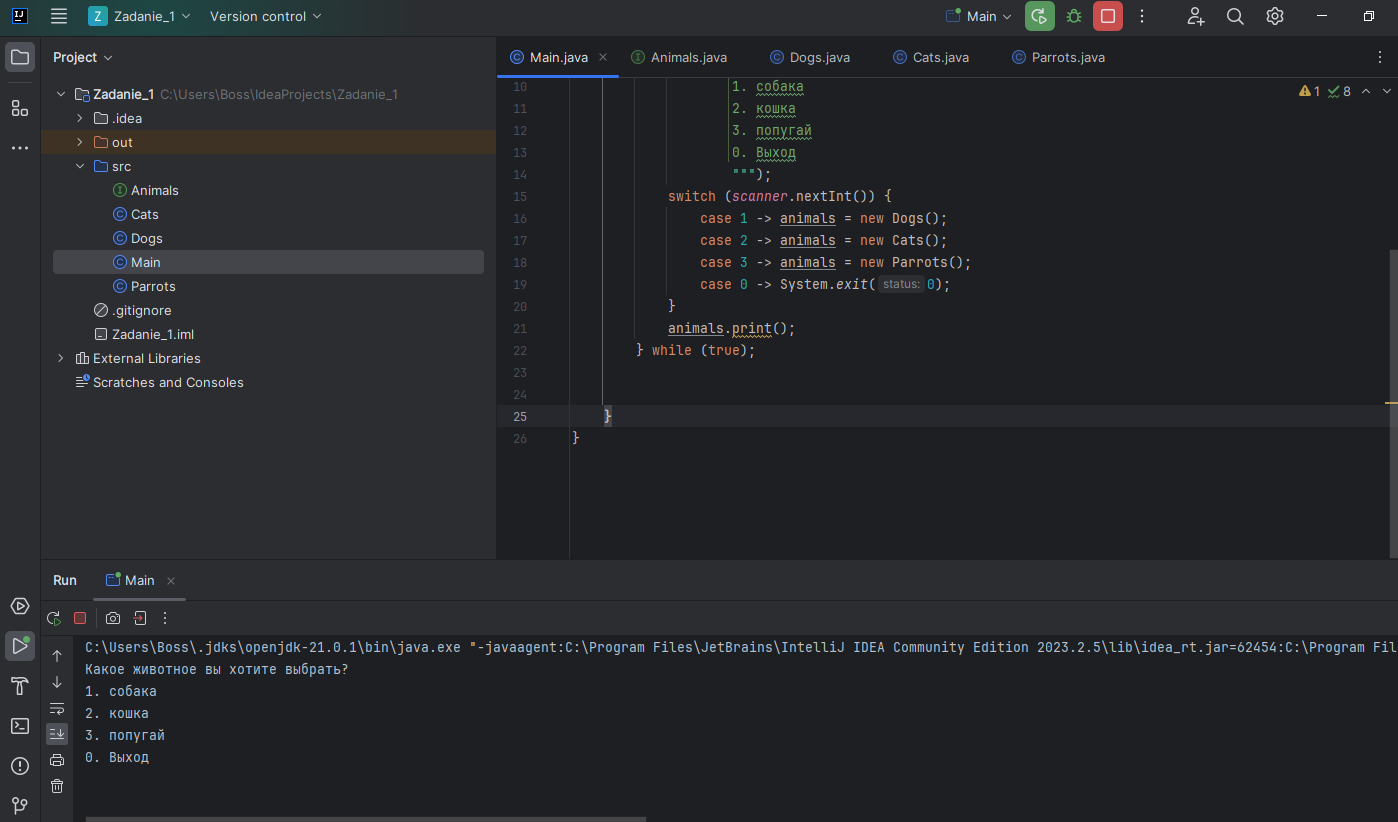 Z Zadanie_1 Version control Main
Project
Main.java Animals.java Dogs.java Cats.java Parrots.java
Zadanie_1 C:\Users\Boss\IdeaProjects\Zadanie_1
.idea
out
src
Animals
Cats
Dogs
Main
Parrots
.gitignore
Zadanie_1.iml
External Libraries
Scratches and Consoles
1 8
10 1. собака
11 2. кошка
12 3. попугай
13 0. Выход
14 """);
15 switch (scanner.nextInt()) {
16 case 1 -> animals = new Dogs();
17 case 2 -> animals = new Cats();
18 case 3 -> animals = new Parrots();
19 case 0 -> System.exit( status: 0);
20 }
21 animals.print();
22 } while (true);
23
24
25 }
26 }
Run Main
C:\Users\Boss\.jdks\openjdk-21.0.1\bin\java.exe "-javaagent:C:\Program Files\JetBrains\IntelliJ IDEA Community Edition 2023.2.5\lib\idea_rt.jar=62454:C:\Program Fil
Какое животное вы хотите выбрать?
1. собака
2. кошка
3. попугай
0. Выход